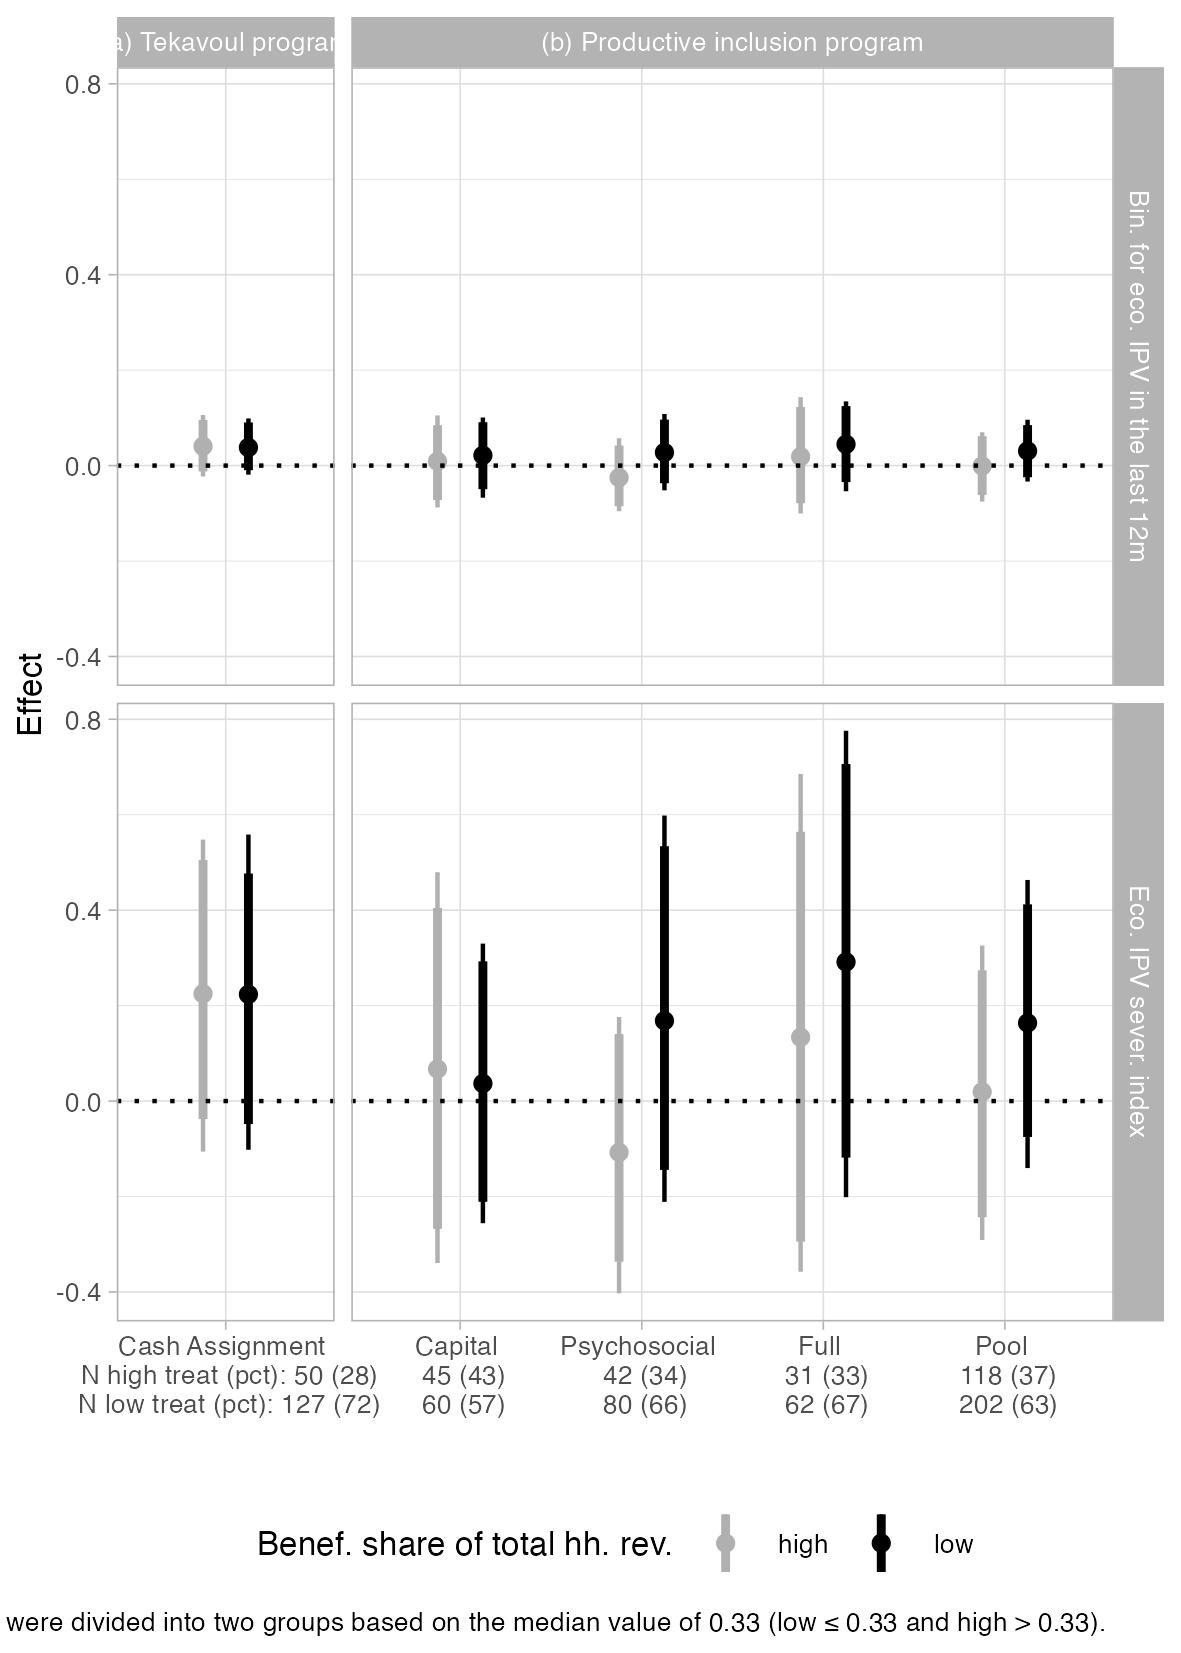 a) Tekavoul progra
(b) Productive inclusion program
0.8
0.4
0.0
-0.4
Bin. for eco. IPV in the last 12m
Effect
0.8
0.4
0.0
-0.4
Eco. IPV sever. index
Cash Assignment Capital Psychosocial Full Pool
N high treat (pct): 50 (28) 45 (43) 42 (34) 31 (33) 118 (37)
N low treat (pct): 127 (72) 60 (57) 80 (66) 62 (67) 202 (63)
Benef. share of total hh. rev. high low
were divided into two groups based on the median value of 0.33 (low ≤ 0.33 and high > 0.33).